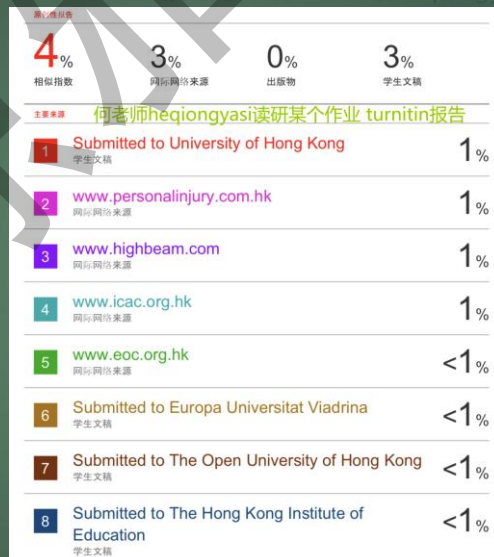 原创性报告
4% 3% 0% 3%
相似指数 网际网络来源 出版物 学生文稿
主要来源
何老师heqiongyasi读研某个作业 turnitin报告
1 Submitted to University of Hong Kong 1%
学生文稿
2 www.personalinjury.com.hk 1%
网际网络来源
3 www.highbeam.com 1%
网际网络来源
4 www.icac.org.hk 1%
网际网络来源
5 www.eoc.org.hk <1%
网际网络来源
6 Submitted to Europa Universitat Viadrina <1%
学生文稿
7 Submitted to The Open University of Hong Kong <1%
学生文稿
8 Submitted to The Hong Kong Institute of <1%
Education
学生文稿